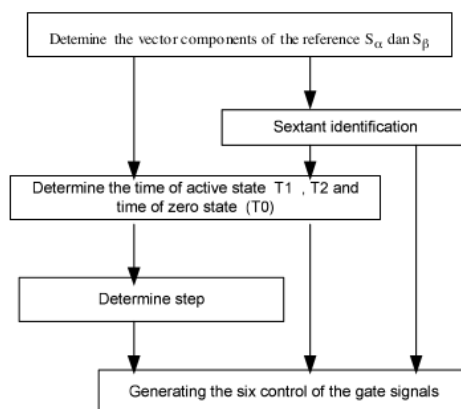 Detemine the vector components of the reference Sα dan Sβ
Sextant identification
Determine the time of active state T1 , T2 and
time of zero state (T0)
Determine step
Generating the six control of the gate signals